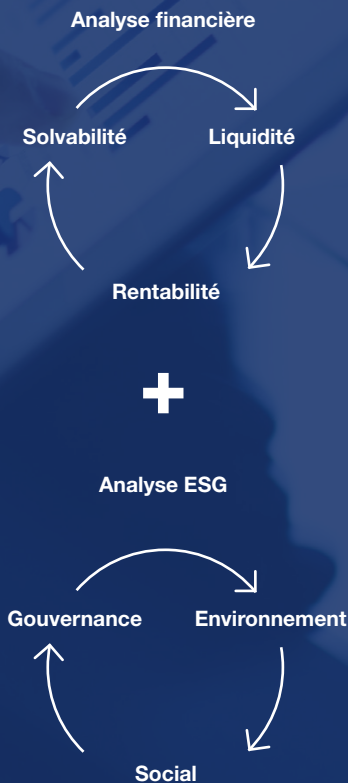 Analyse financière
Solvabilité
Liquidité
Rentabilité
+
Analyse ESG
Gouvernance
Environnement
Social